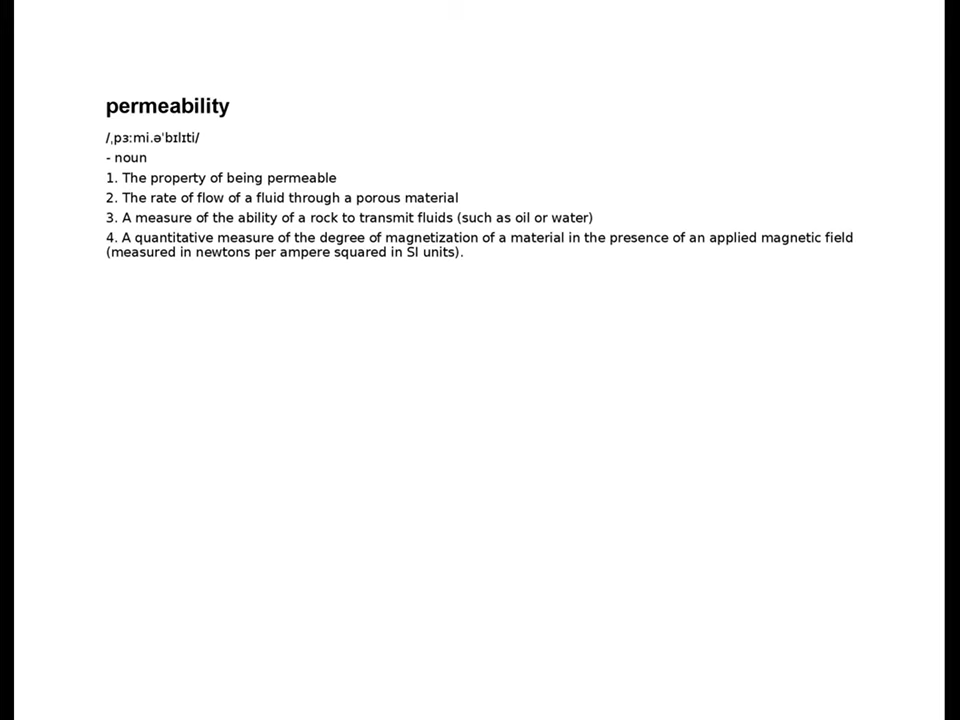 permeability
/ˌpɜːmi.əˈbɪlɪti/
- noun
1. The property of being permeable
2. The rate of flow of a fluid through a porous material
3. A measure of the ability of a rock to transmit fluids (such as oil or water)
4. A quantitative measure of the degree of magnetization of a material in the presence of an applied magnetic field
(measured in newtons per ampere squared in SI units).